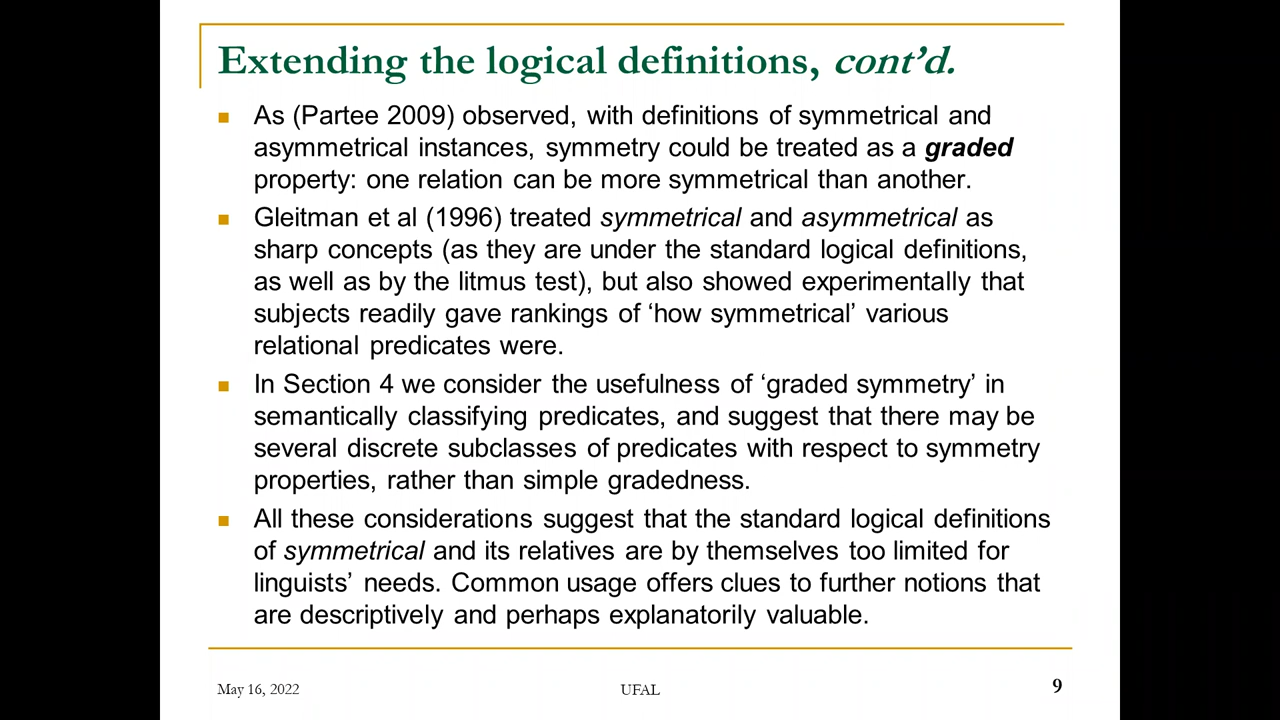 Extending the logical definitions, cont’d.
As (Partee 2009) observed, with definitions of symmetrical and
asymmetrical instances, symmetry could be treated as a graded
property: one relation can be more symmetrical than another.
Gleitman et al (1996) treated symmetrical and asymmetrical as
sharp concepts (as they are under the standard logical definitions,
as well as by the litmus test), but also showed experimentally that
subjects readily gave rankings of ‘how symmetrical’ various
relational predicates were.
In Section 4 we consider the usefulness of ‘graded symmetry’ in
semantically classifying predicates, and suggest that there may be
several discrete subclasses of predicates with respect to symmetry
properties, rather than simple gradedness.
All these considerations suggest that the standard logical definitions
of symmetrical and its relatives are by themselves too limited for
linguists’ needs. Common usage offers clues to further notions that
are descriptively and perhaps explanatorily valuable.
May 16, 2022
UFAL
9